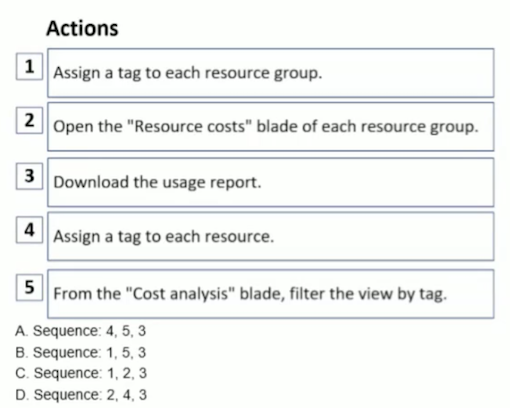 Actions
1 Assign a tag to each resource group.
2 Open the "Resource costs" blade of each resource group.
3 Download the usage report.
4 Assign a tag to each resource.
5 From the "Cost analysis" blade, filter the view by tag.
A. Sequence: 4, 5, 3
B. Sequence: 1, 5, 3
C. Sequence: 1, 2, 3
D. Sequence: 2, 4, 3